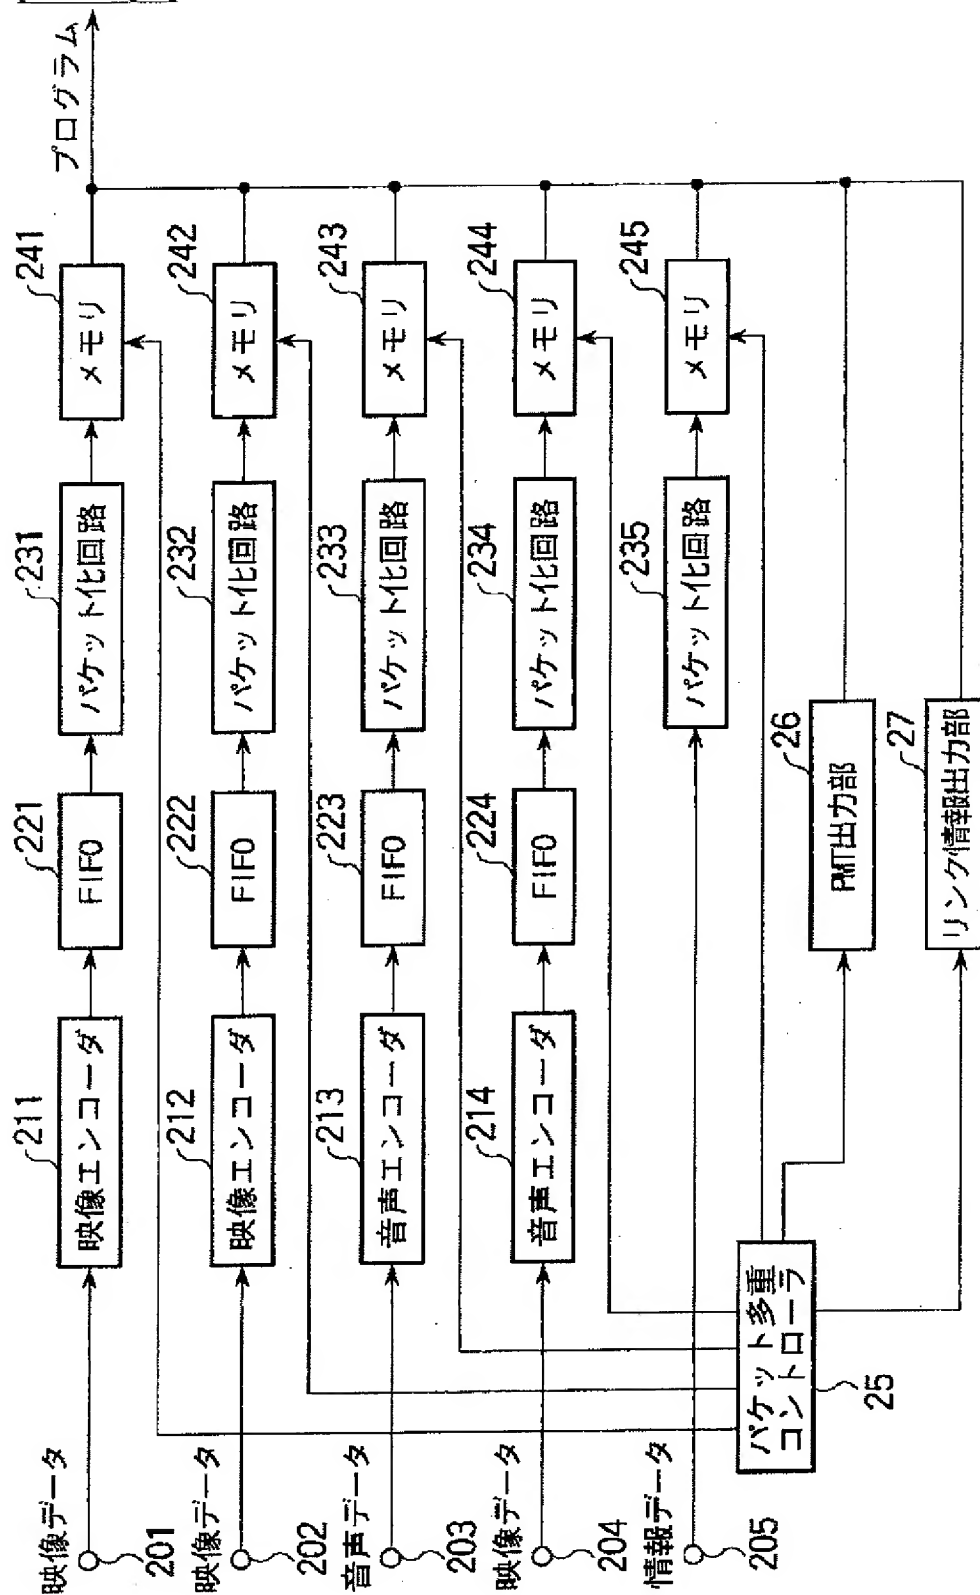 プログラム
映像データ
201
211
映像エンコーダ
221
FIFO
231
パケット化回路
241
メモリ
映像データ
202
212
映像エンコーダ
222
FIFO
232
パケット化回路
242
メモリ
音声データ
203
213
音声エンコーダ
223
FIFO
233
パケット化回路
243
メモリ
映像データ
204
214
音声エンコーダ
224
FIFO
234
パケット化回路
244
メモリ
情報データ
205
235
パケット化回路
245
メモリ
パケット多重
コントローラ
25
26
PMT出力部
27
リンク情報出力部